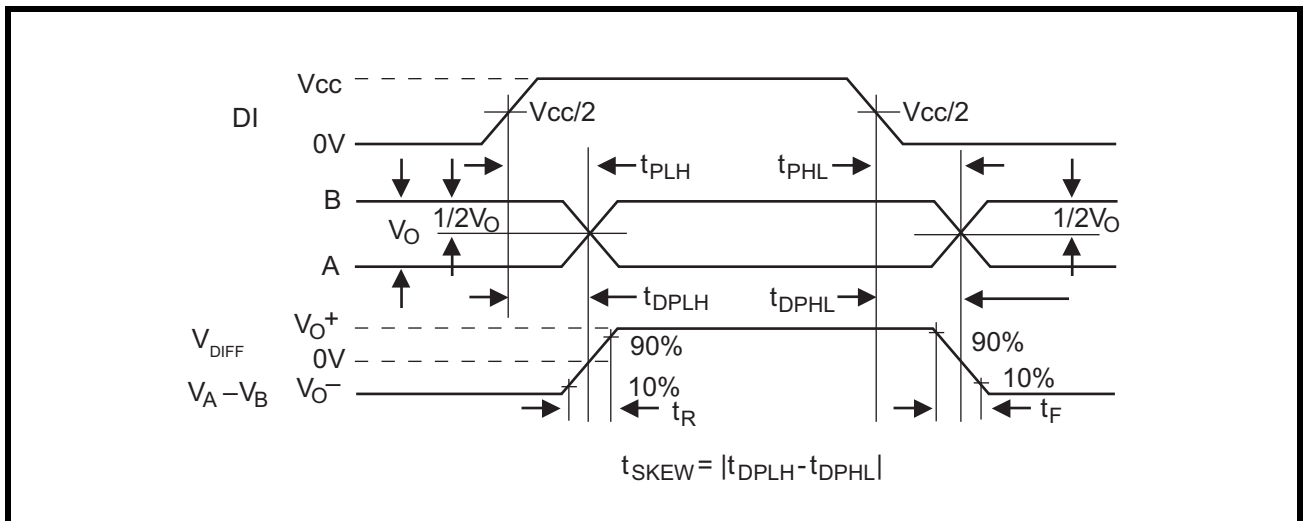 Vcc
DI
Vcc/2
Vcc/2
0V
tPLH
tPHL
B
VO
1/2VO
1/2VO
A
tDPLH
tDPHL
VO+
VDIFF
0V
90%
90%
VA –VB
VO–
10%
10%
tR
tF
tSKEW = |tDPLH - tDPHL|